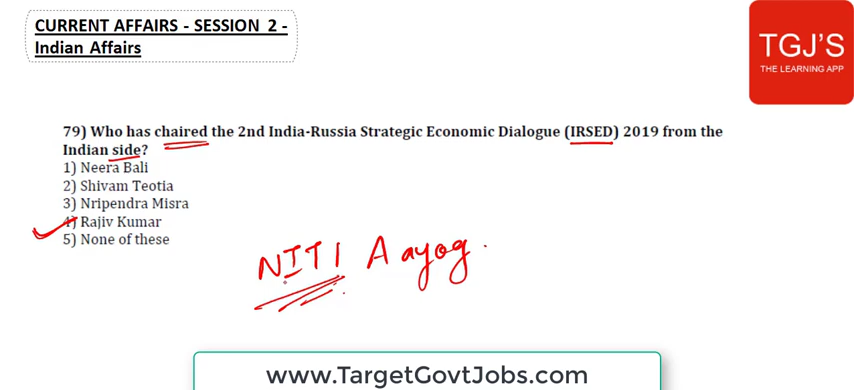 CURRENT AFFAIRS - SESSION 2 -
Indian Affairs
TGJ'S
THE LEARNING APP
79) Who has chaired the 2nd India-Russia Strategic Economic Dialogue (IRSED) 2019 from the
Indian side?
1) Neera Bali
2) Shivam Teotia
3) Nripendra Misra
4) Rajiv Kumar
5) None of these
NITI Aayog.
www.TargetGovtJobs.com